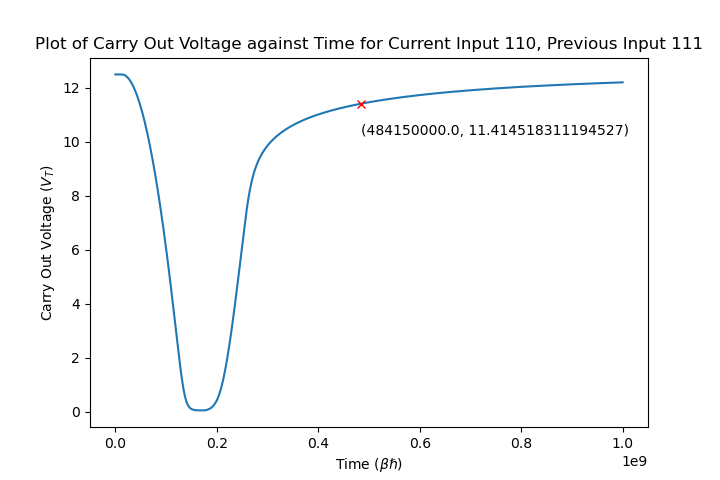 Plot of Carry Out Voltage against Time for Current Input 110, Previous Input 111
12
10
8
6
4
2
0
Carry Out Voltage (V_T)
(484150000.0, 11.414518311194527)
0.0 0.2 0.4 0.6 0.8 1.0
1e9
Time (βℏ)